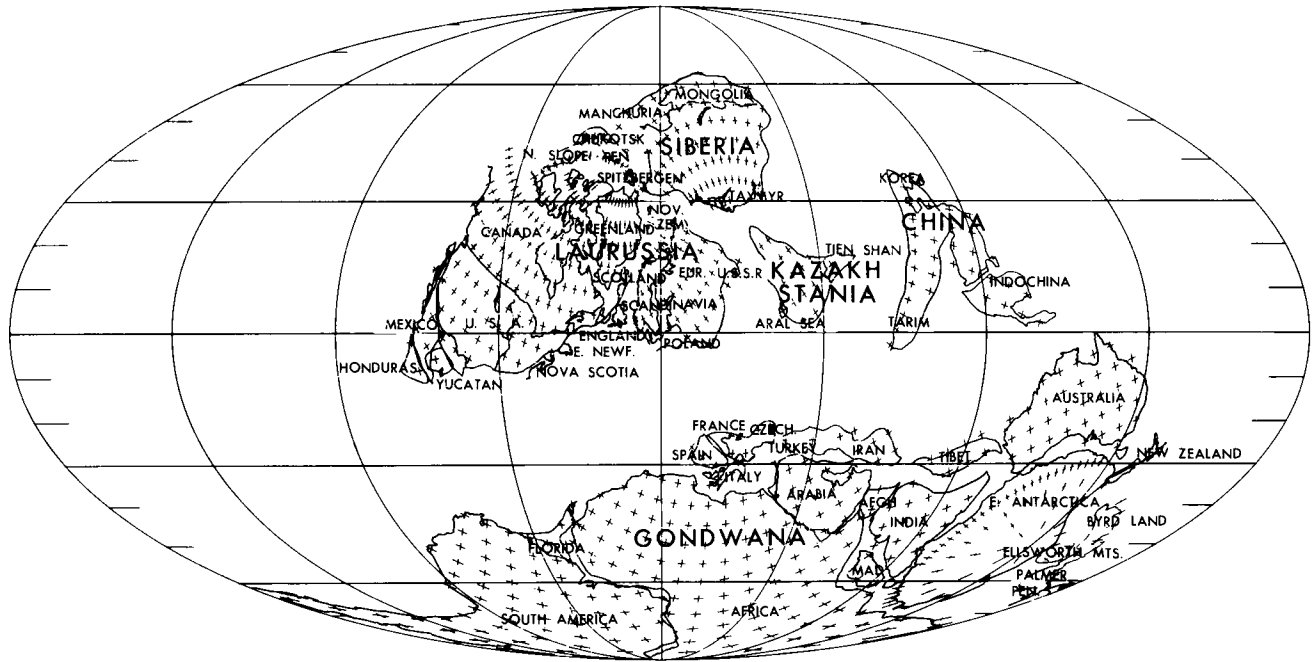 MONGOLIA
MANCHURIA
SIBERIA
CHUKOTSK
N. SLOPE PEN
SPITZBERGEN
TAYMYR
KOREA
CHINA
NOV.
ZEM.
GREENLAND
CANADA
LAURUSSIA
TIEN SHAN
KAZAKH
STANIA
SCOTLAND
EUR. U.S.S.R
INDOCHINA
SCANDINAVIA
MEXICO
U. S. A.
ARAL SEA
TARIM
ENGLAND
POLAND
E. NEWF.
HONDURAS
NOVA SCOTIA
YUCATAN
AUSTRALIA
FRANCE
CZECH.
TURKEY
IRAN
SPAIN
TIBET
NEW ZEALAND
ITALY
ARABIA
AFGH
E. ANTARCTICA
INDIA
BYRD LAND
GONDWANA
FLORIDA
ELLSWORTH MTS.
MAD.
PALMER
PEN.
AFRICA
SOUTH AMERICA